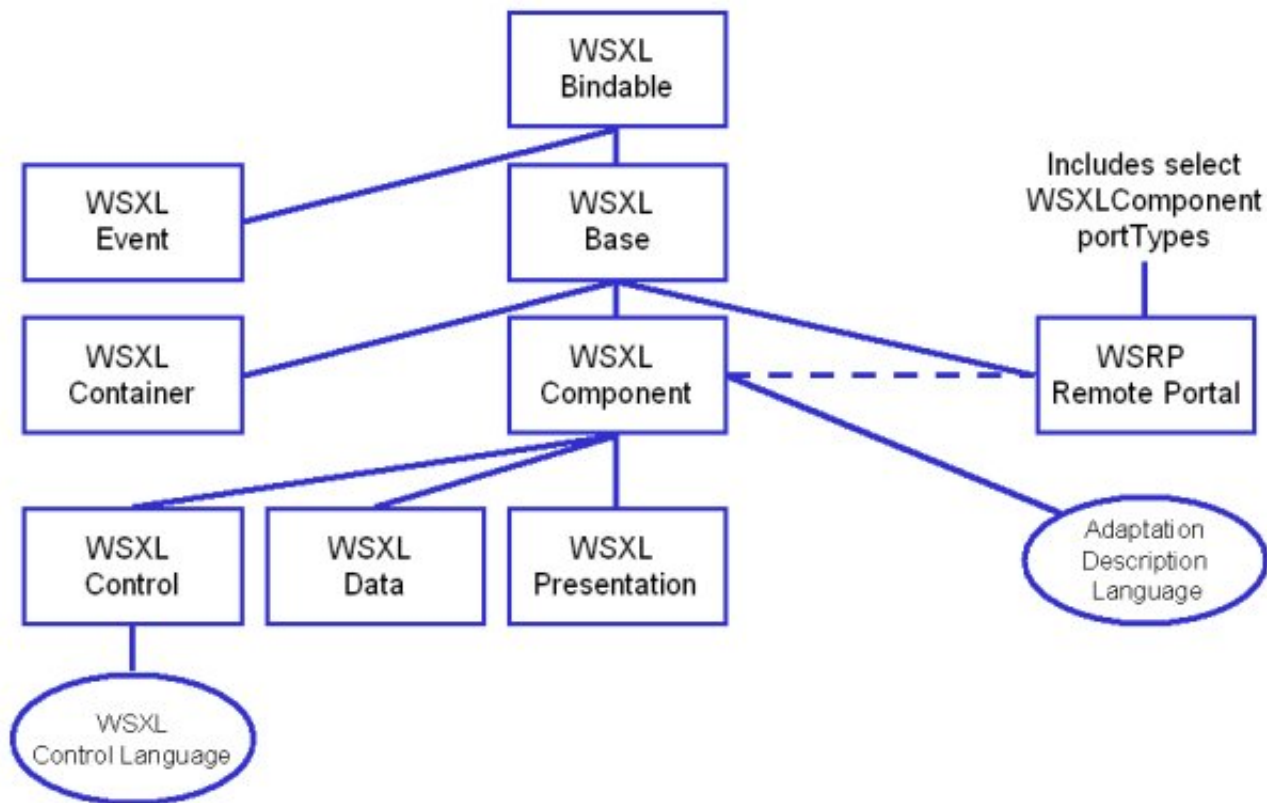 WSXL
Bindable
WSXL
Event
WSXL
Base
Includes select
WSXLComponent
portTypes
WSXL
Container
WSXL
Component
WSRP
Remote Portal
WSXL
Control
WSXL
Data
WSXL
Presentation
Adaptation
Description
Language
WSXL
Control Language